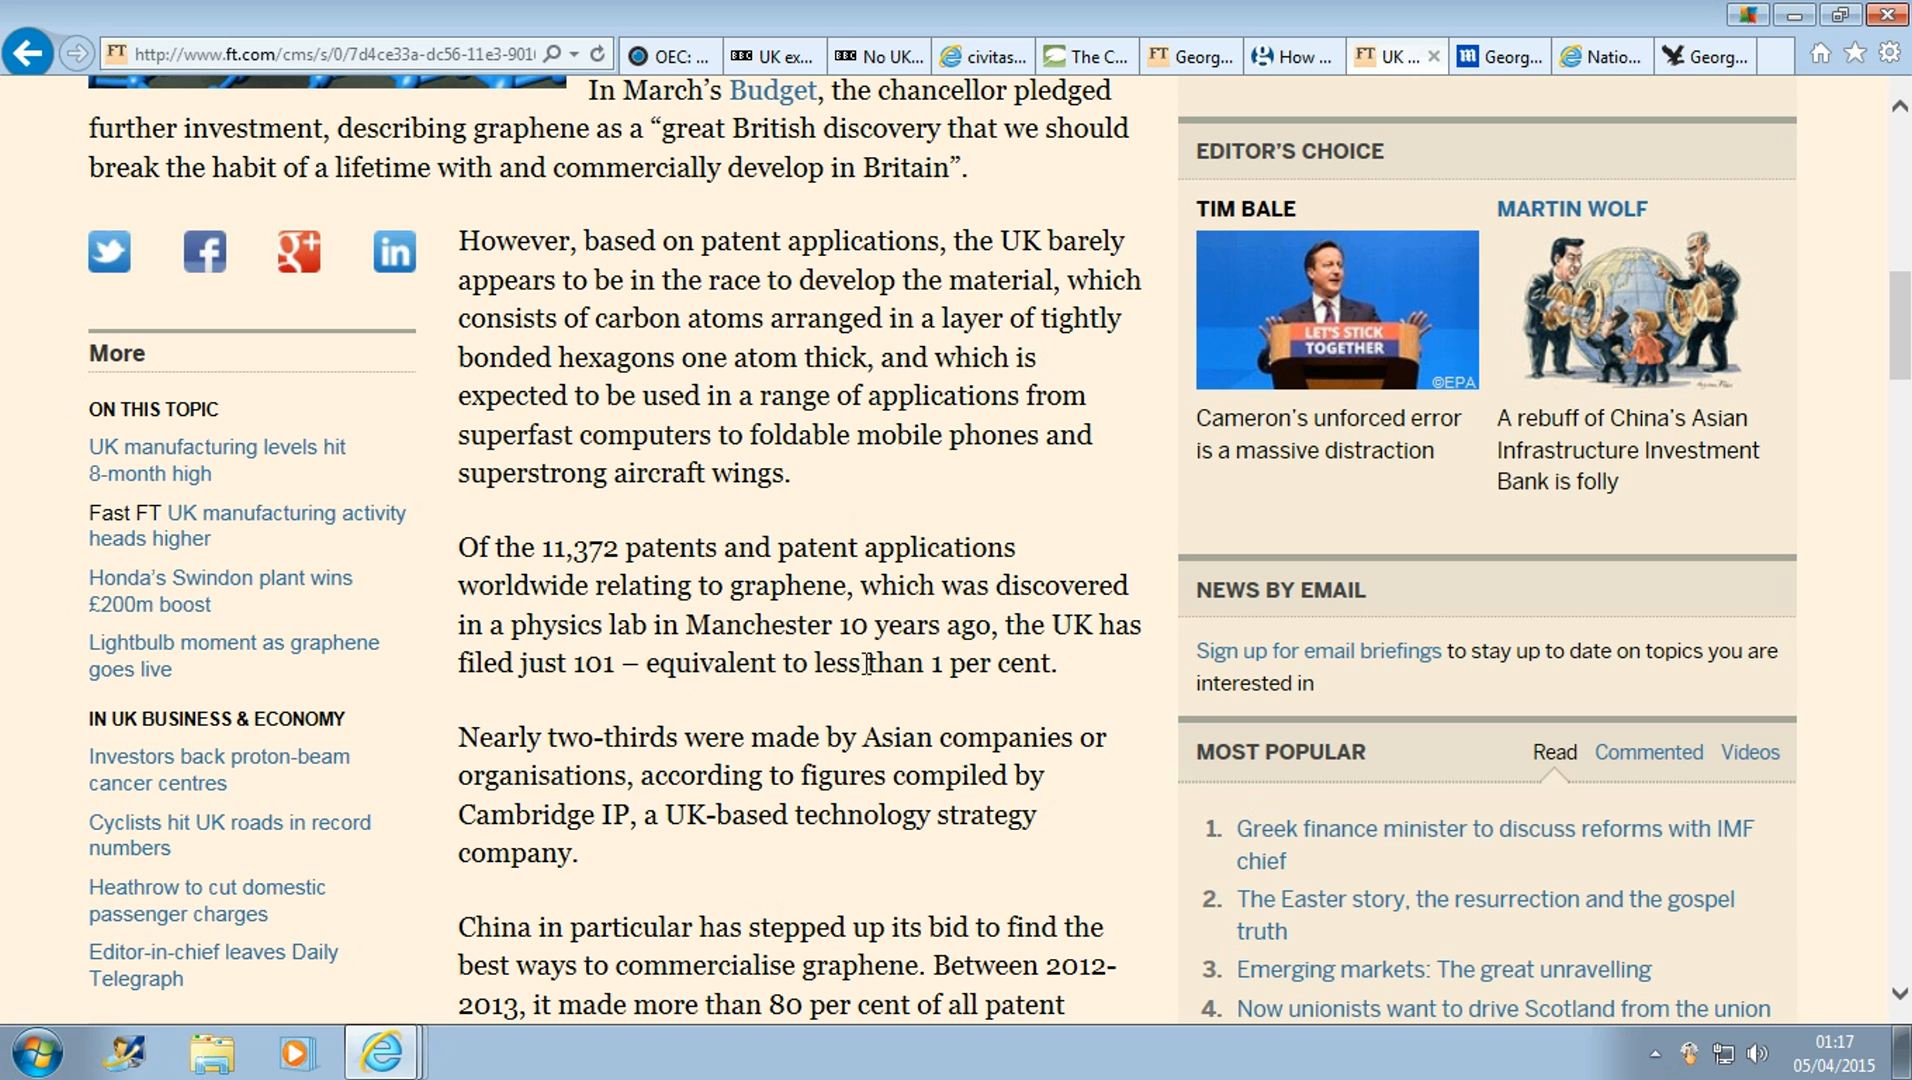 FT http://www.ft.com/cms/s/0/7d4ce33a-dc56-11e3-901
OEC: ...
BBC UK ex...
BBC No UK...
civitas...
The C...
FT Georg...
How ...
FT UK ...
m Georg...
Natio...
Georg...
In March’s Budget, the chancellor pledged
further investment, describing graphene as a “great British discovery that we should
break the habit of a lifetime with and commercially develop in Britain”.
f
g+
in
More
ON THIS TOPIC
UK manufacturing levels hit
8-month high
Fast FT UK manufacturing activity
heads higher
Honda’s Swindon plant wins
£200m boost
Lightbulb moment as graphene
goes live
IN UK BUSINESS & ECONOMY
Investors back proton-beam
cancer centres
Cyclists hit UK roads in record
numbers
Heathrow to cut domestic
passenger charges
Editor-in-chief leaves Daily
Telegraph
However, based on patent applications, the UK barely
appears to be in the race to develop the material, which
consists of carbon atoms arranged in a layer of tightly
bonded hexagons one atom thick, and which is
expected to be used in a range of applications from
superfast computers to foldable mobile phones and
superstrong aircraft wings.
Of the 11,372 patents and patent applications
worldwide relating to graphene, which was discovered
in a physics lab in Manchester 10 years ago, the UK has
filed just 101 – equivalent to less than 1 per cent.
Nearly two-thirds were made by Asian companies or
organisations, according to figures compiled by
Cambridge IP, a UK-based technology strategy
company.
China in particular has stepped up its bid to find the
best ways to commercialise graphene. Between 2012-
2013, it made more than 80 per cent of all patent
EDITOR’S CHOICE
TIM BALE
LET'S STICK
TOGETHER
©EPA
Cameron’s unforced error
is a massive distraction
MARTIN WOLF
A rebuff of China’s Asian
Infrastructure Investment
Bank is folly
NEWS BY EMAIL
Sign up for email briefings to stay up to date on topics you are
interested in
MOST POPULAR
Read Commented Videos
1. Greek finance minister to discuss reforms with IMF
chief
2. The Easter story, the resurrection and the gospel
truth
3. Emerging markets: The great unravelling
4. Now unionists want to drive Scotland from the union
01:17
05/04/2015